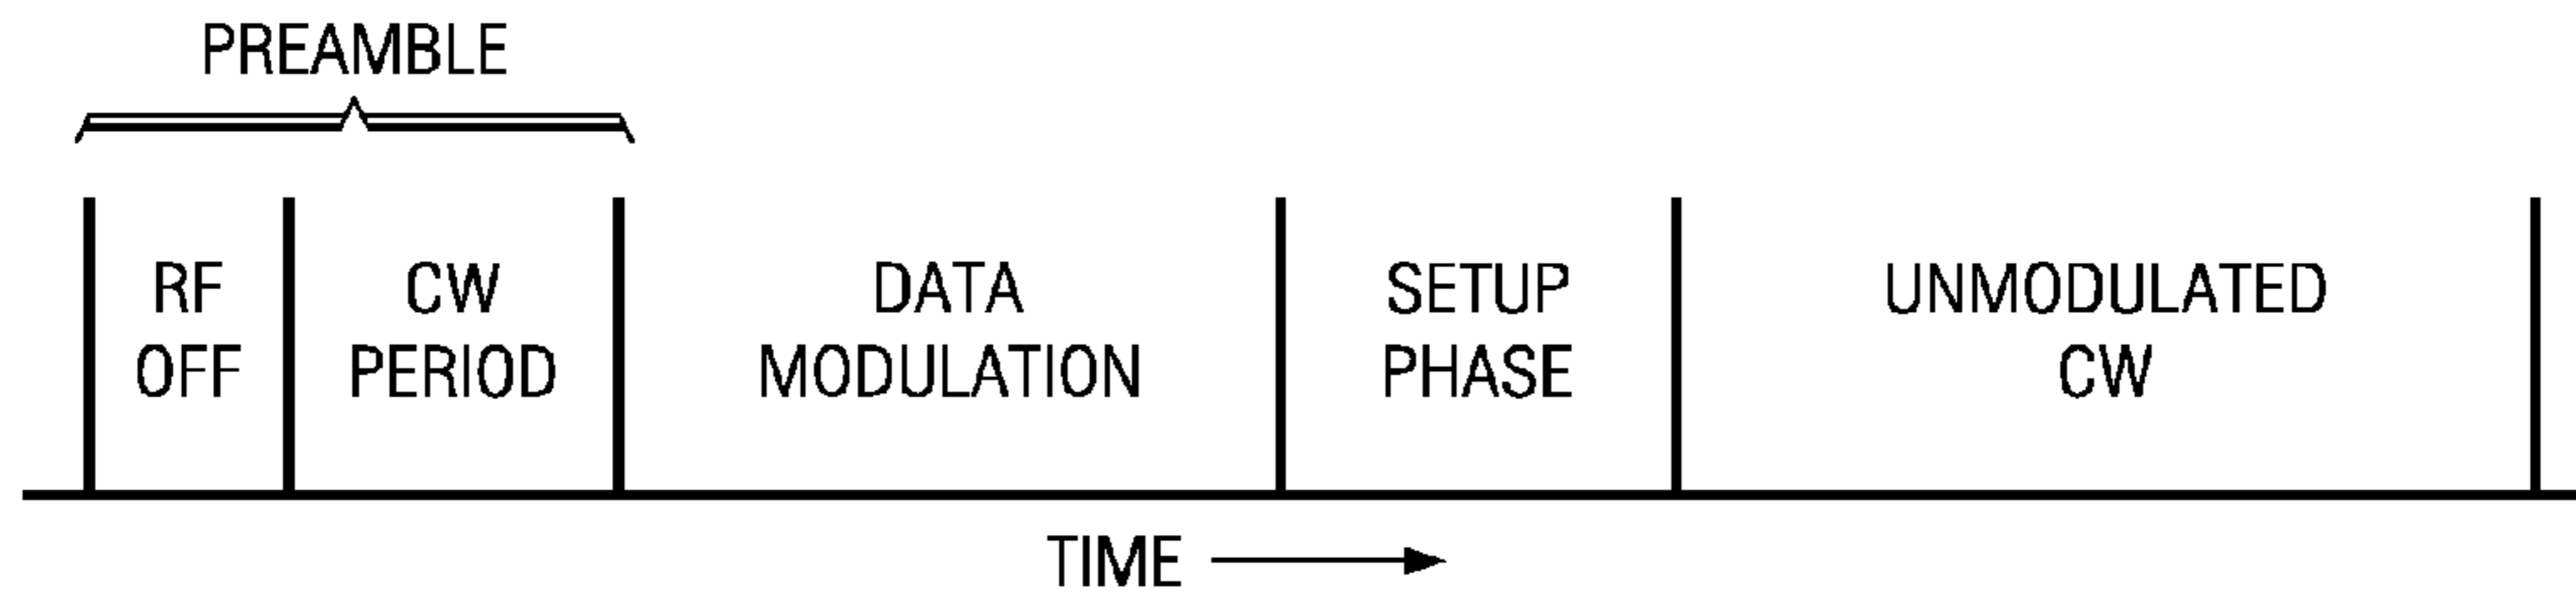 PREAMBLE
RF
OFF
CW
PERIOD
DATA
MODULATION
SETUP
PHASE
UNMODULATED
CW
TIME